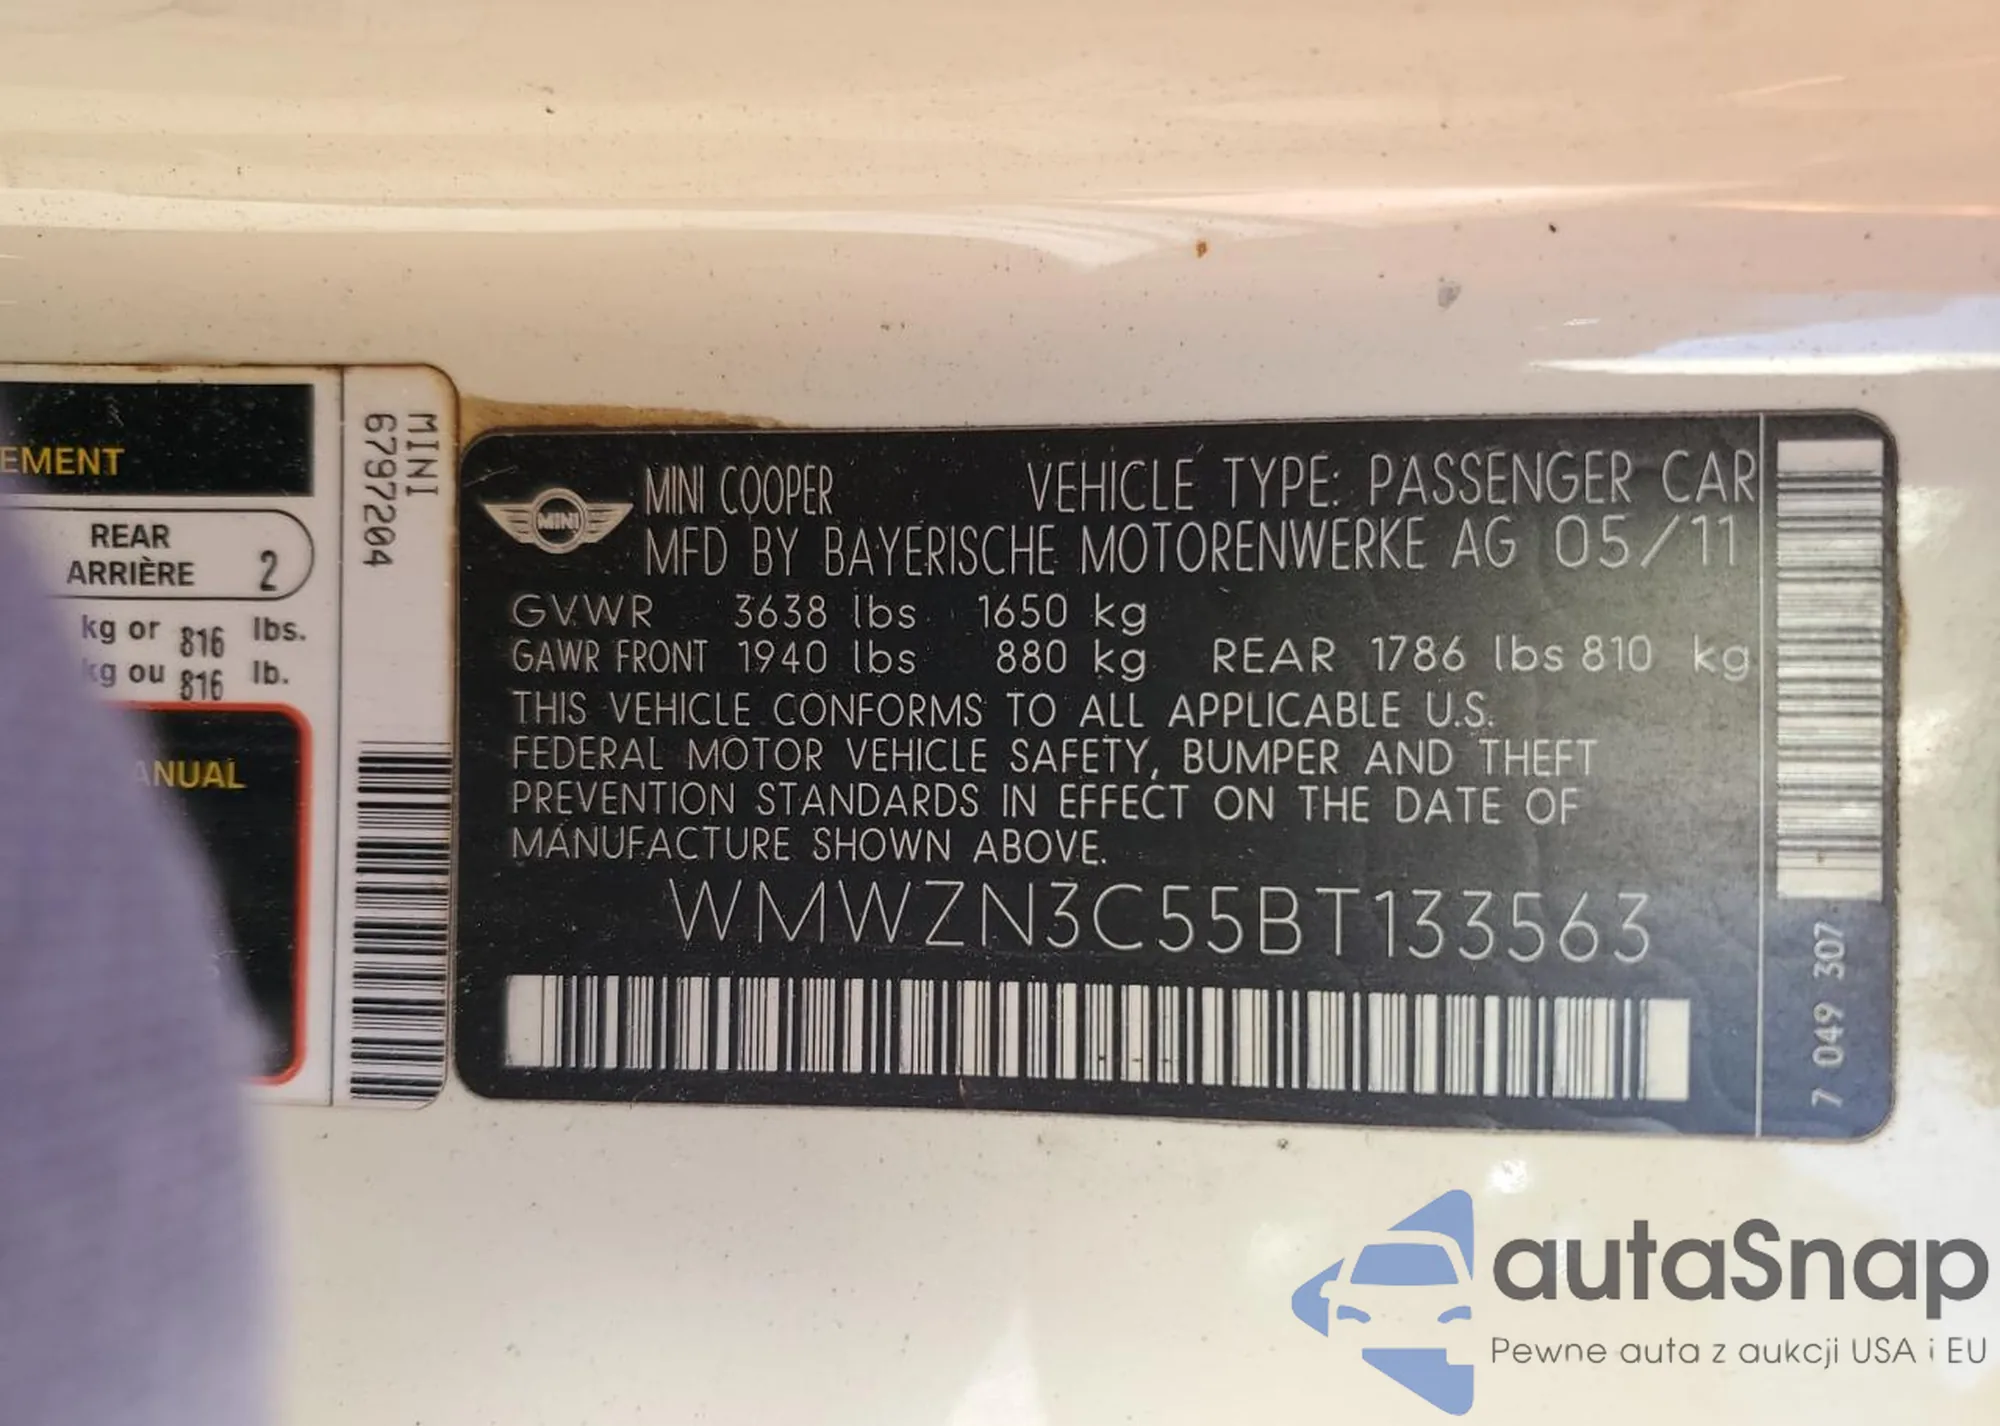 EMENT
REAR
ARRIÈRE 2
kg or 816 lbs.
kg ou 816 lb.
ANUAL
MINI
6797204
MINI
MINI COOPER VEHICLE TYPE: PASSENGER CAR
MFD BY BAYERISCHE MOTORENWERKE AG 05/11
GVWR 3638 lbs 1650 kg
GAWR FRONT 1940 lbs 880 kg REAR 1786 lbs 810 kg
THIS VEHICLE CONFORMS TO ALL APPLICABLE U.S.
FEDERAL MOTOR VEHICLE SAFETY, BUMPER AND THEFT
PREVENTION STANDARDS IN EFFECT ON THE DATE OF
MANUFACTURE SHOWN ABOVE.
WMWZN3C55BT133563
7 049 307
autaSnap
Pewne auta z aukcji USA i EU